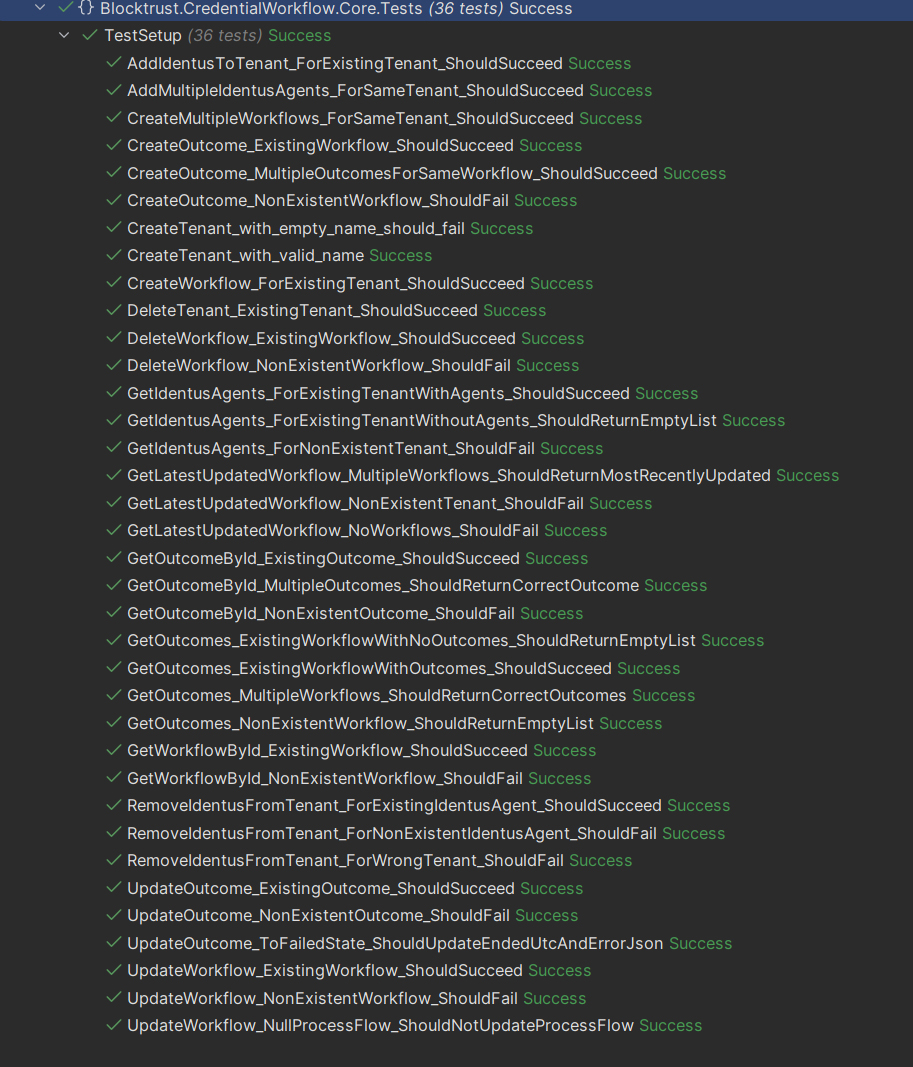 {} Blocktrust.CredentialWorkflow.Core.Tests (36 tests) Success
TestSetup (36 tests) Success
AddIdentusToTenant_ForExistingTenant_ShouldSucceed Success
AddMultipleIdentusAgents_ForSameTenant_ShouldSucceed Success
CreateMultipleWorkflows_ForSameTenant_ShouldSucceed Success
CreateOutcome_ExistingWorkflow_ShouldSucceed Success
CreateOutcome_MultipleOutcomesForSameWorkflow_ShouldSucceed Success
CreateOutcome_NonExistentWorkflow_ShouldFail Success
CreateTenant_with_empty_name_should_fail Success
CreateTenant_with_valid_name Success
CreateWorkflow_ForExistingTenant_ShouldSucceed Success
DeleteTenant_ExistingTenant_ShouldSucceed Success
DeleteWorkflow_ExistingWorkflow_ShouldSucceed Success
DeleteWorkflow_NonExistentWorkflow_ShouldFail Success
GetIdentusAgents_ForExistingTenantWithAgents_ShouldSucceed Success
GetIdentusAgents_ForExistingTenantWithoutAgents_ShouldReturnEmptyList Success
GetIdentusAgents_ForNonExistentTenant_ShouldFail Success
GetLatestUpdatedWorkflow_MultipleWorkflows_ShouldReturnMostRecentlyUpdated Success
GetLatestUpdatedWorkflow_NonExistentTenant_ShouldFail Success
GetLatestUpdatedWorkflow_NoWorkflows_ShouldFail Success
GetOutcomeById_ExistingOutcome_ShouldSucceed Success
GetOutcomeById_MultipleOutcomes_ShouldReturnCorrectOutcome Success
GetOutcomeById_NonExistentOutcome_ShouldFail Success
GetOutcomes_ExistingWorkflowWithNoOutcomes_ShouldReturnEmptyList Success
GetOutcomes_ExistingWorkflowWithOutcomes_ShouldSucceed Success
GetOutcomes_MultipleWorkflows_ShouldReturnCorrectOutcomes Success
GetOutcomes_NonExistentWorkflow_ShouldReturnEmptyList Success
GetWorkflowById_ExistingWorkflow_ShouldSucceed Success
GetWorkflowById_NonExistentWorkflow_ShouldFail Success
RemoveIdentusFromTenant_ForExistingIdentusAgent_ShouldSucceed Success
RemoveIdentusFromTenant_ForNonExistentIdentusAgent_ShouldFail Success
RemoveIdentusFromTenant_ForWrongTenant_ShouldFail Success
UpdateOutcome_ExistingOutcome_ShouldSucceed Success
UpdateOutcome_NonExistentOutcome_ShouldFail Success
UpdateOutcome_ToFailedState_ShouldUpdateEndedUtcAndErrorJson Success
UpdateWorkflow_ExistingWorkflow_ShouldSucceed Success
UpdateWorkflow_NonExistentWorkflow_ShouldFail Success
UpdateWorkflow_NullProcessFlow_ShouldNotUpdateProcessFlow Success